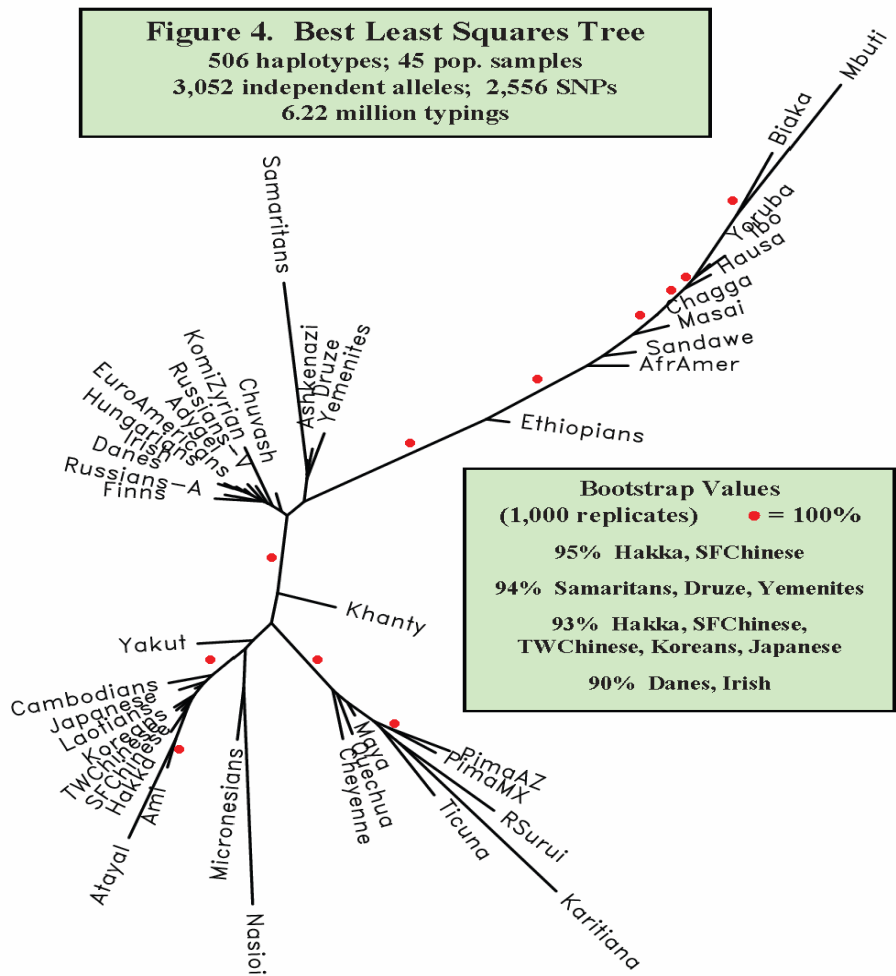 Figure 4. Best Least Squares Tree
506 haplotypes; 45 pop. samples
3,052 independent alleles; 2,556 SNPs
6.22 million typings
Mbuti
Biaka
Yoruba
Ibo
Hausa
Chagga
Masai
Sandawe
AfrAmer
Ethiopians
Samaritans
Ashkenazi
Druze
Yemenites
KomiZyrian
Russians-V
Chuvash
Adygei
EuroAmericans
Hungarians
Irish
Danes
Russians-A
Finns
Bootstrap Values
(1,000 replicates) ● = 100%
95% Hakka, SFChinese
94% Samaritans, Druze, Yemenites
93% Hakka, SFChinese,
TWChinese, Koreans, Japanese
90% Danes, Irish
Khanty
Yakut
Cambodians
Japanese
Laotians
Koreans
TWChinese
SFChinese
Hakka
Ami
Atayal
Micronesians
Nasioi
Cheyenne
Quechua
Maya
PimaAZ
PimaMX
Ticuna
RSurui
Karitiana